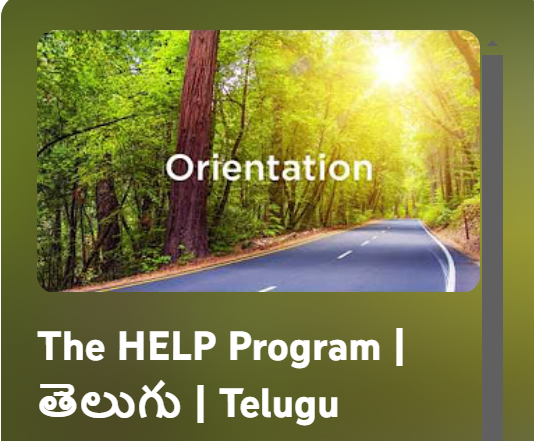 Orientation
The HELP Program |
తెలుగు | Telugu